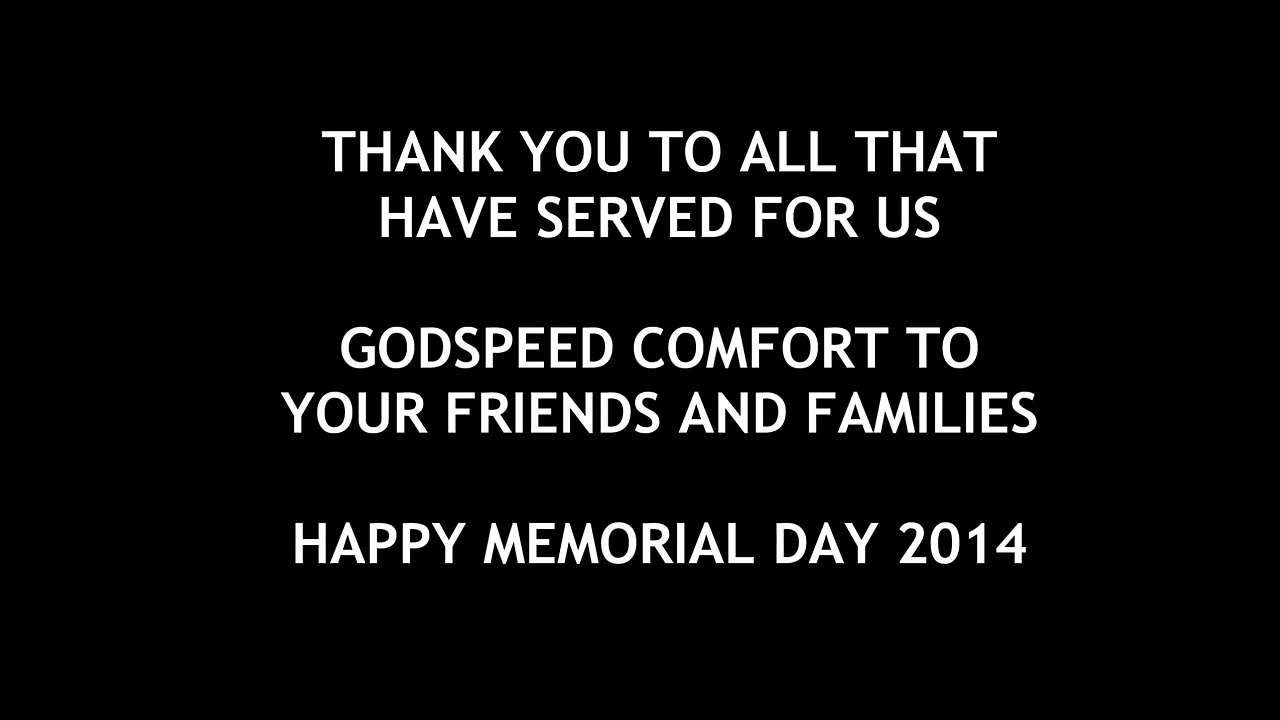 THANK YOU TO ALL THAT
HAVE SERVED FOR US
GODSPEED COMFORT TO
YOUR FRIENDS AND FAMILIES
HAPPY MEMORIAL DAY 2014